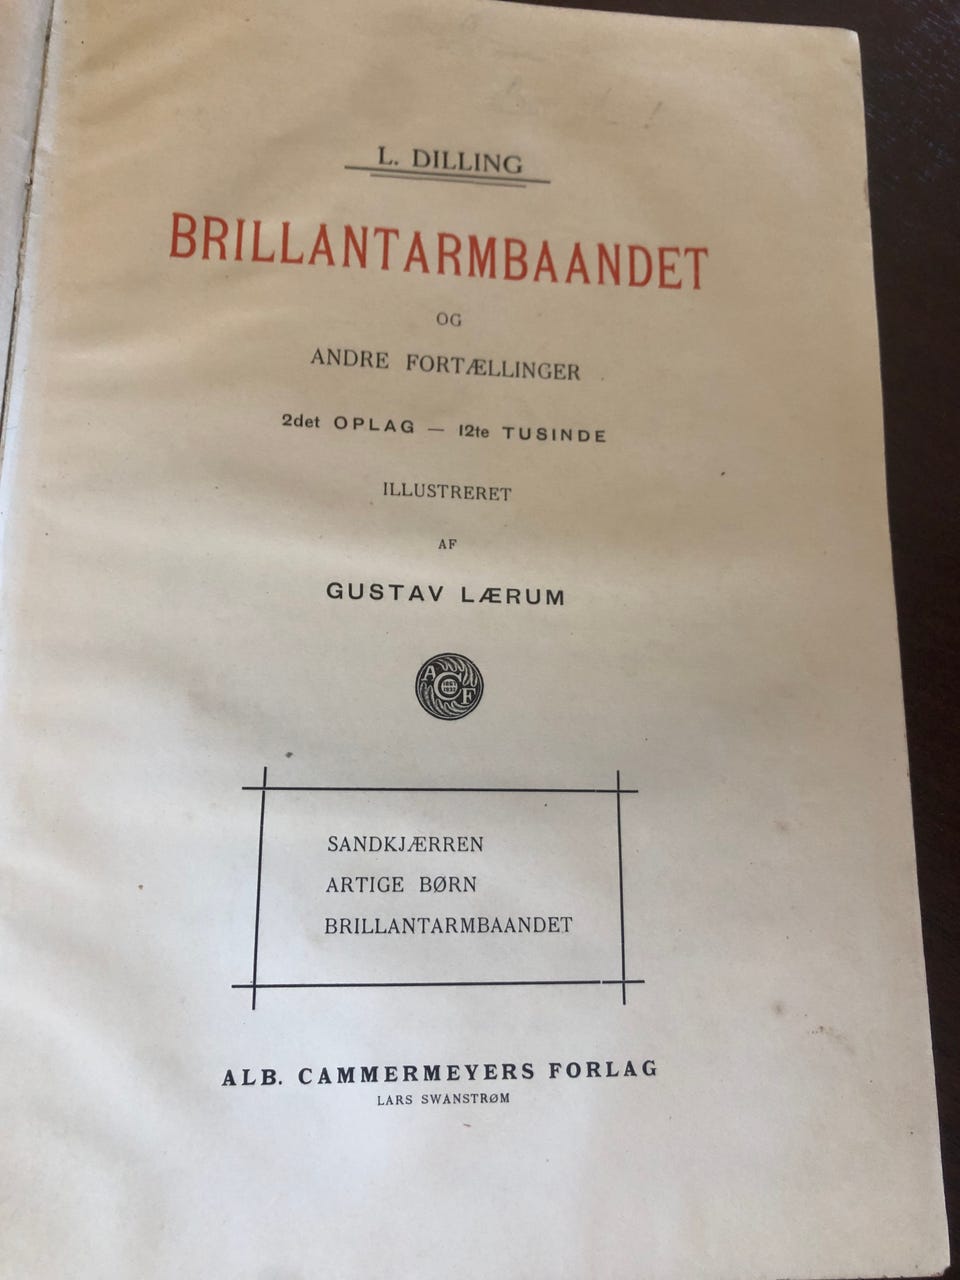 L. DILLING
BRILLANTARMBAANDET
OG
ANDRE FORTÆLLINGER
2det OPLAG — 12te TUSINDE
ILLUSTRERET
AF
GUSTAV LÆRUM
A C F
SANDKJÆRREN
ARTIGE BØRN
BRILLANTARMBAANDET
ALB. CAMMERMEYERS FORLAG
LARS SWANSTRØM